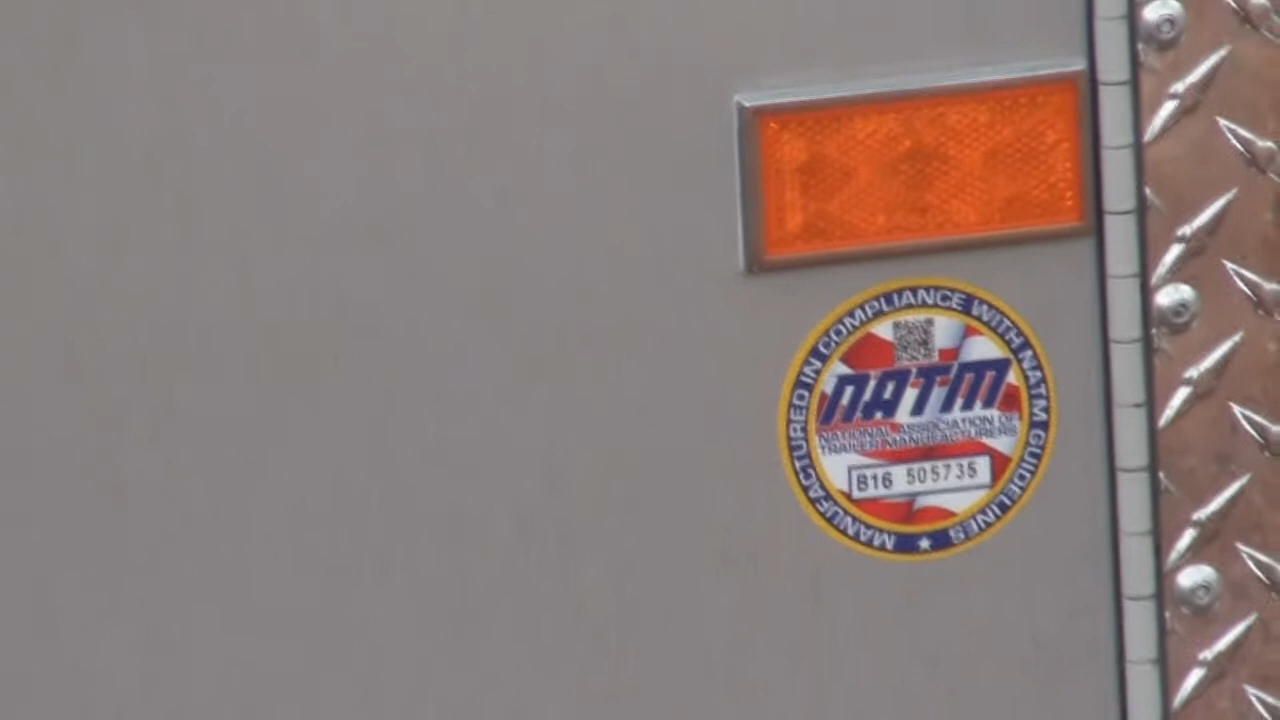 MANUFACTURED IN COMPLIANCE WITH NATM GUIDELINES
NATM
NATIONAL ASSOCIATION OF
TRAILER MANUFACTURERS
B16 505735